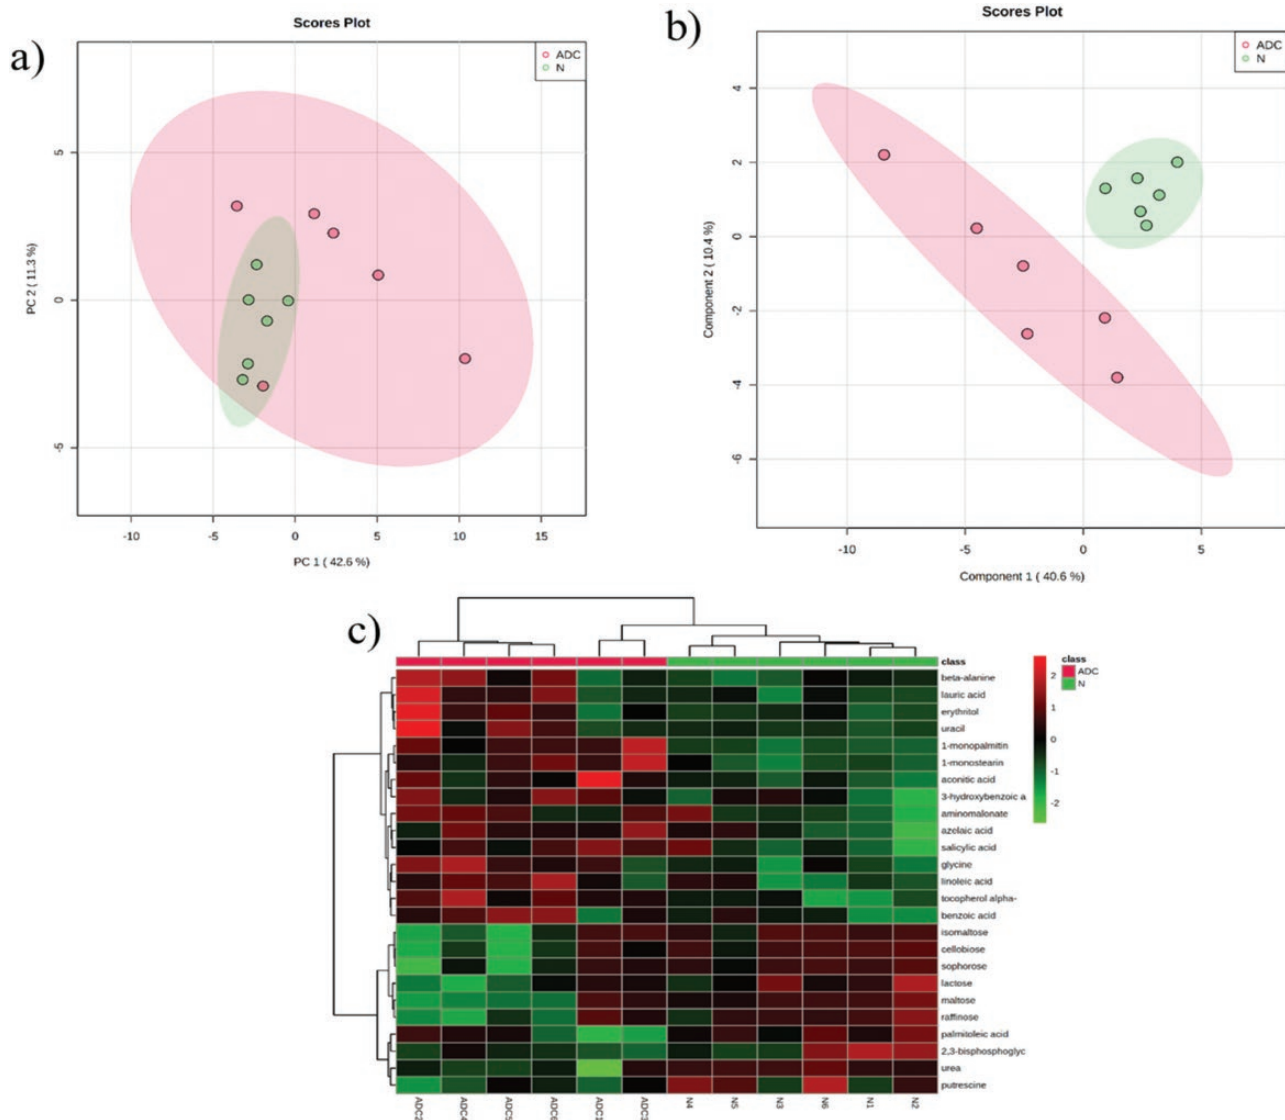 a)
Scores Plot
ADC
N
5
0
-5
PC 2 ( 11.3 %)
-10 -5 0 5 10 15
PC 1 ( 42.6 %)
b)
Scores Plot
ADC
N
4
2
0
-2
-4
-6
Component 2 ( 10.4 %)
-10 -5 0 5
Component 1 ( 40.6 %)
c)
class
beta-alanine
lauric acid
erythritol
uracil
1-monopalmitin
1-monostearin
aconitic acid
3-hydroxybenzoic a
aminomalonate
azelaic acid
salicylic acid
glycine
linoleic acid
tocopherol alpha-
benzoic acid
isomaltose
cellobiose
sophorose
lactose
maltose
raffinose
palmitoleic acid
2,3-bisphosphoglyc
urea
putrescine
class
ADC
N
2
1
0
-1
-2
ADC4 ADC5 ADC6 ADC1 N4 N5 N3 N6 N1 N2